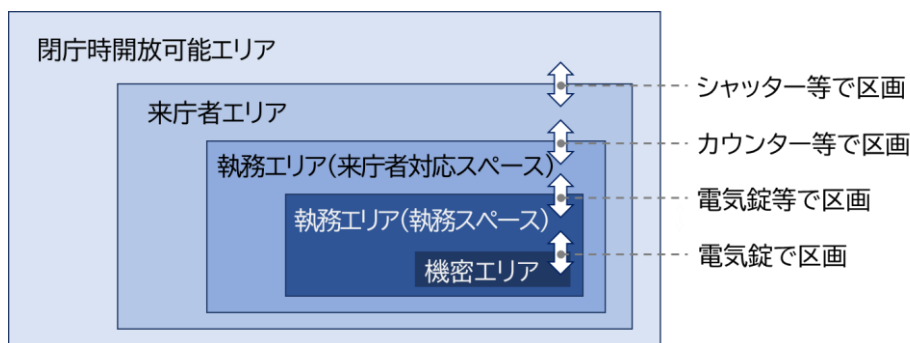 閉庁時開放可能エリア
シャッター等で区画
来庁者エリア
カウンター等で区画
執務エリア(来庁者対応スペース)
電気錠等で区画
執務エリア(執務スペース)
電気錠で区画
機密エリア